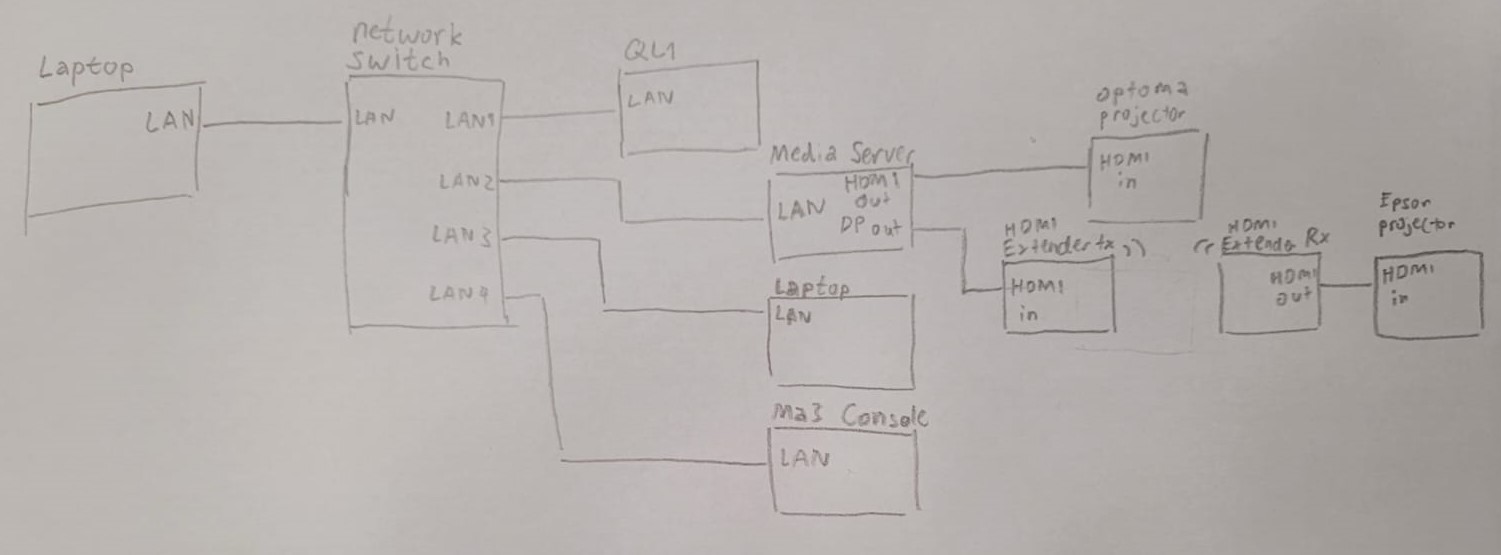 Laptop
LAN
network
switch
LAN
LAN1
LAN2
LAN3
LAN4
QL1
LAN
Media Server
LAN
HDMI
out
DP out
Laptop
LAN
Ma3 Console
LAN
optoma
projector
HDMI
in
HDMI
Extender tx
HDMI
in
HDMI
Extender Rx
HDMI
out
Epson
projector
HDMI
in